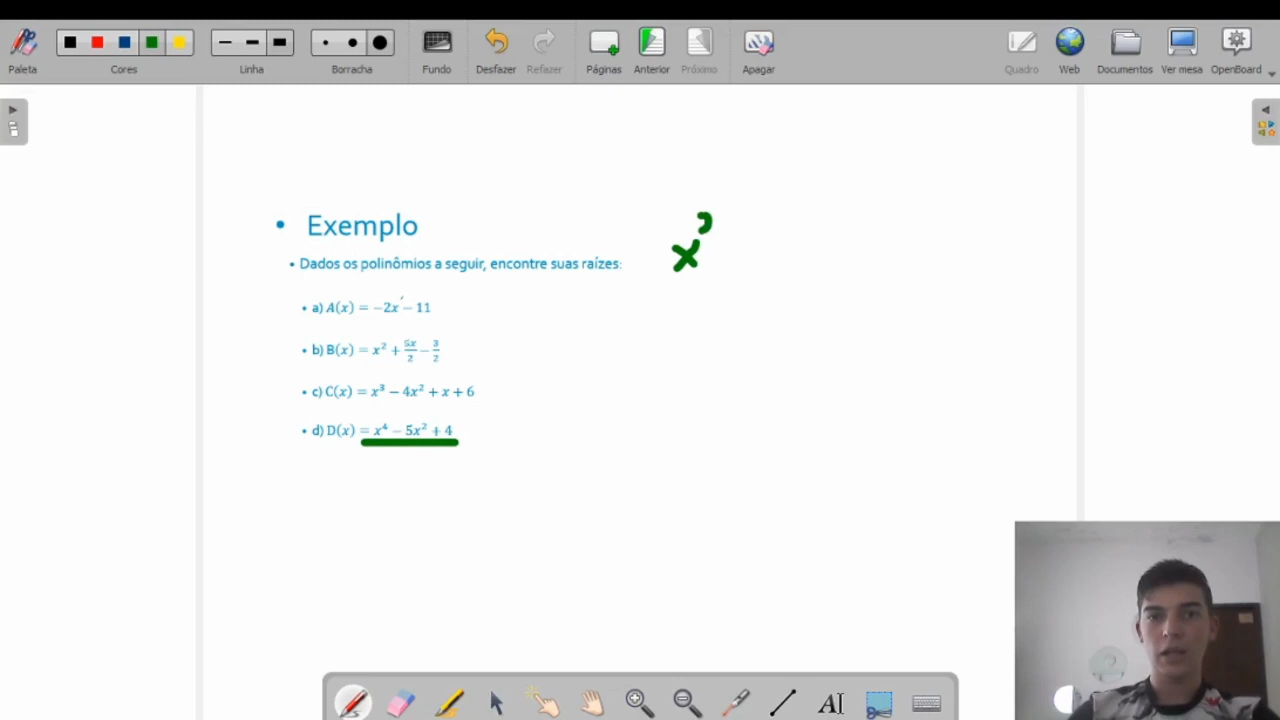 Paleta Cores Linha Borracha Fundo Desfazer Refazer Páginas Anterior Próximo Apagar Quadro Web Documentos Ver mesa OpenBoard
• Exemplo
• Dados os polinômios a seguir, encontre suas raízes:
• a) A(x) = −2x − 11
• b) B(x) = x² + 5x/2 − 3/2
• c) C(x) = x³ − 4x² + x + 6
• d) D(x) = x⁴ − 5x² + 4
x
AI